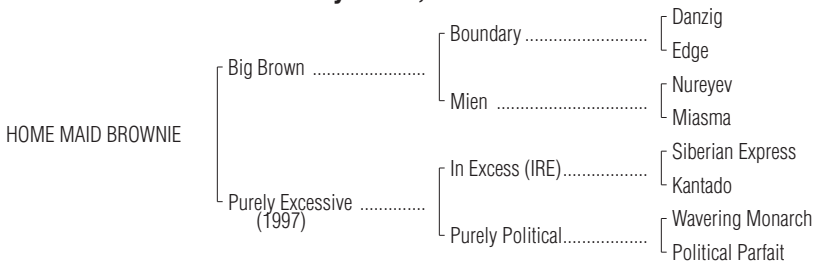 Danzig
Boundary ..............................
Edge
Big Brown ........................
Nureyev
Mien .....................................
Miasma
HOME MAID BROWNIE
Siberian Express
In Excess (IRE)....................
Kantado
Purely Excessive ..............
(1997)
Wavering Monarch
Purely Political....................
Political Parfait